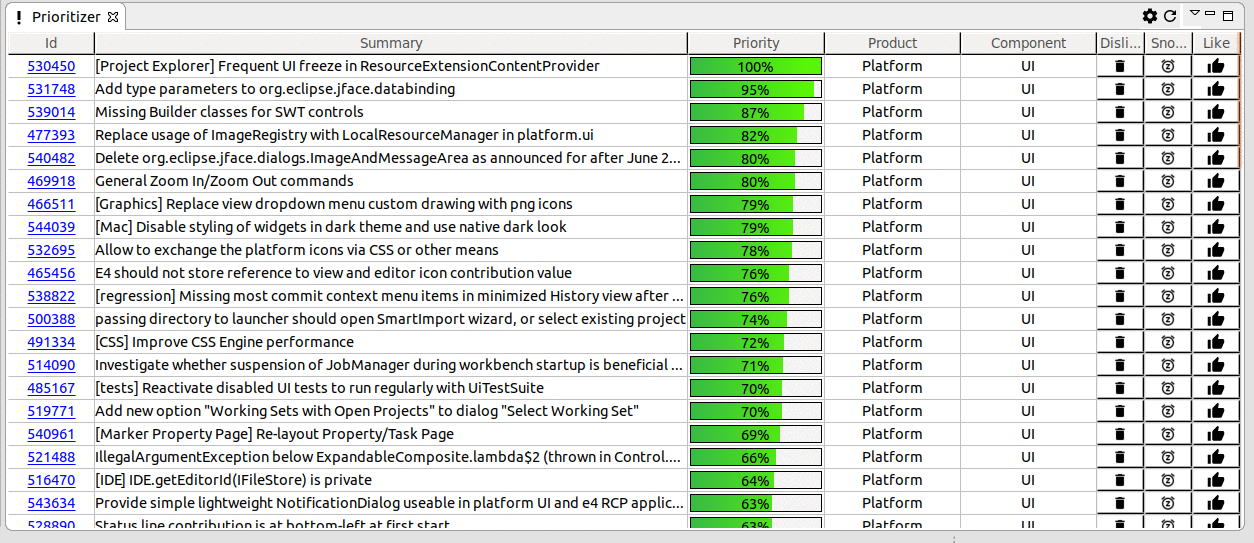 Prioritizer
Id Summary Priority Product Component Disli... Sno... Like
530450 [Project Explorer] Frequent UI freeze in ResourceExtensionContentProvider 100% Platform UI
531748 Add type parameters to org.eclipse.jface.databinding 95% Platform UI
539014 Missing Builder classes for SWT controls 87% Platform UI
477393 Replace usage of ImageRegistry with LocalResourceManager in platform.ui 82% Platform UI
540482 Delete org.eclipse.jface.dialogs.ImageAndMessageArea as announced for after June 2... 80% Platform UI
469918 General Zoom In/Zoom Out commands 80% Platform UI
466511 [Graphics] Replace view dropdown menu custom drawing with png icons 79% Platform UI
544039 [Mac] Disable styling of widgets in dark theme and use native dark look 79% Platform UI
532695 Allow to exchange the platform icons via CSS or other means 78% Platform UI
465456 E4 should not store reference to view and editor icon contribution value 76% Platform UI
538822 [regression] Missing most commit context menu items in minimized History view after ... 76% Platform UI
500388 passing directory to launcher should open SmartImport wizard, or select existing project 74% Platform UI
491334 [CSS] Improve CSS Engine performance 72% Platform UI
514090 Investigate whether suspension of JobManager during workbench startup is beneficial ... 71% Platform UI
485167 [tests] Reactivate disabled UI tests to run regularly with UiTestSuite 70% Platform UI
519771 Add new option "Working Sets with Open Projects" to dialog "Select Working Set" 70% Platform UI
540961 [Marker Property Page] Re-layout Property/Task Page 69% Platform UI
521488 IllegalArgumentException below ExpandableComposite.lambda$2 (thrown in Control.... 66% Platform UI
516470 [IDE] IDE.getEditorId(IFileStore) is private 64% Platform UI
543634 Provide simple lightweight NotificationDialog useable in platform UI and e4 RCP applic... 63% Platform UI
528890 Status line contribution is at bottom-left at first start 63% Platform UI